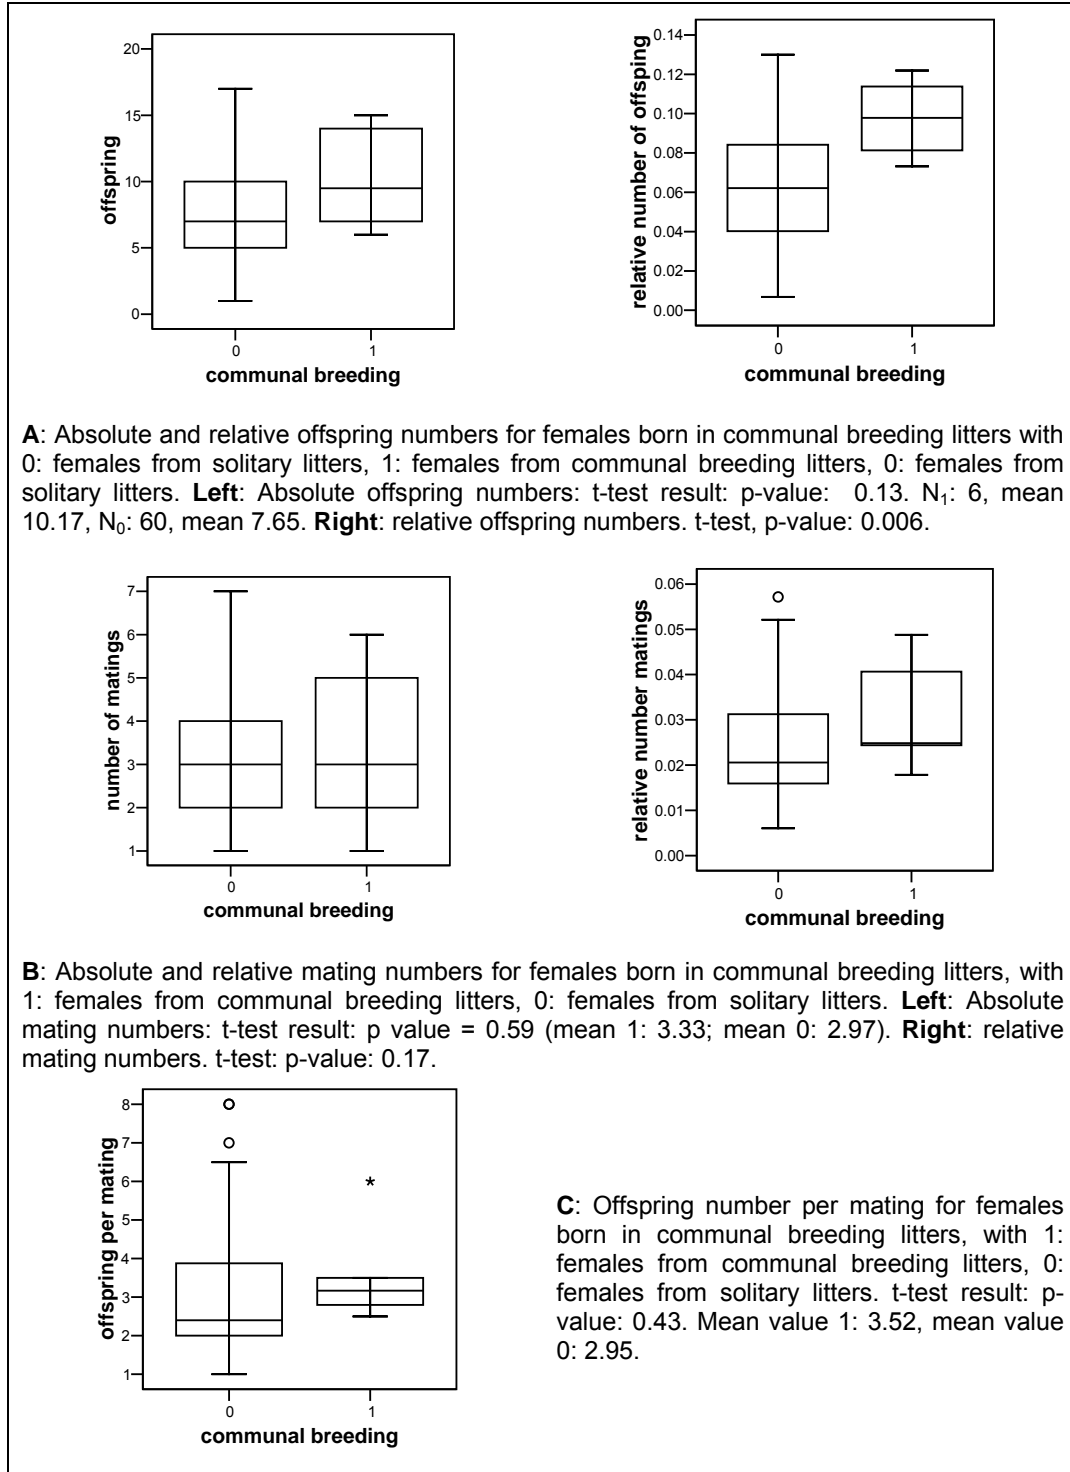 20
15
10
5
0
offspring
0 1
communal breeding
0.14
0.12
0.10
0.08
0.06
0.04
0.02
0.00
relative number of offsping
0 1
communal breeding
A: Absolute and relative offspring numbers for females born in communal breeding litters with
0: females from solitary litters, 1: females from communal breeding litters, 0: females from
solitary litters. Left: Absolute offspring numbers: t-test result: p-value: 0.13. N₁: 6, mean
10.17, N₀: 60, mean 7.65. Right: relative offspring numbers. t-test, p-value: 0.006.
7
6
5
4
3
2
1
number of matings
0 1
communal breeding
0.06
0.05
0.04
0.03
0.02
0.01
0.00
relative number matings
0 1
communal breeding
B: Absolute and relative mating numbers for females born in communal breeding litters, with
1: females from communal breeding litters, 0: females from solitary litters. Left: Absolute
mating numbers: t-test result: p value = 0.59 (mean 1: 3.33; mean 0: 2.97). Right: relative
mating numbers. t-test: p-value: 0.17.
8
7
6
5
4
3
2
1
offspring per mating
0 1
communal breeding
C: Offspring number per mating for females
born in communal breeding litters, with 1:
females from communal breeding litters, 0:
females from solitary litters. t-test result: p-
value: 0.43. Mean value 1: 3.52, mean value
0: 2.95.